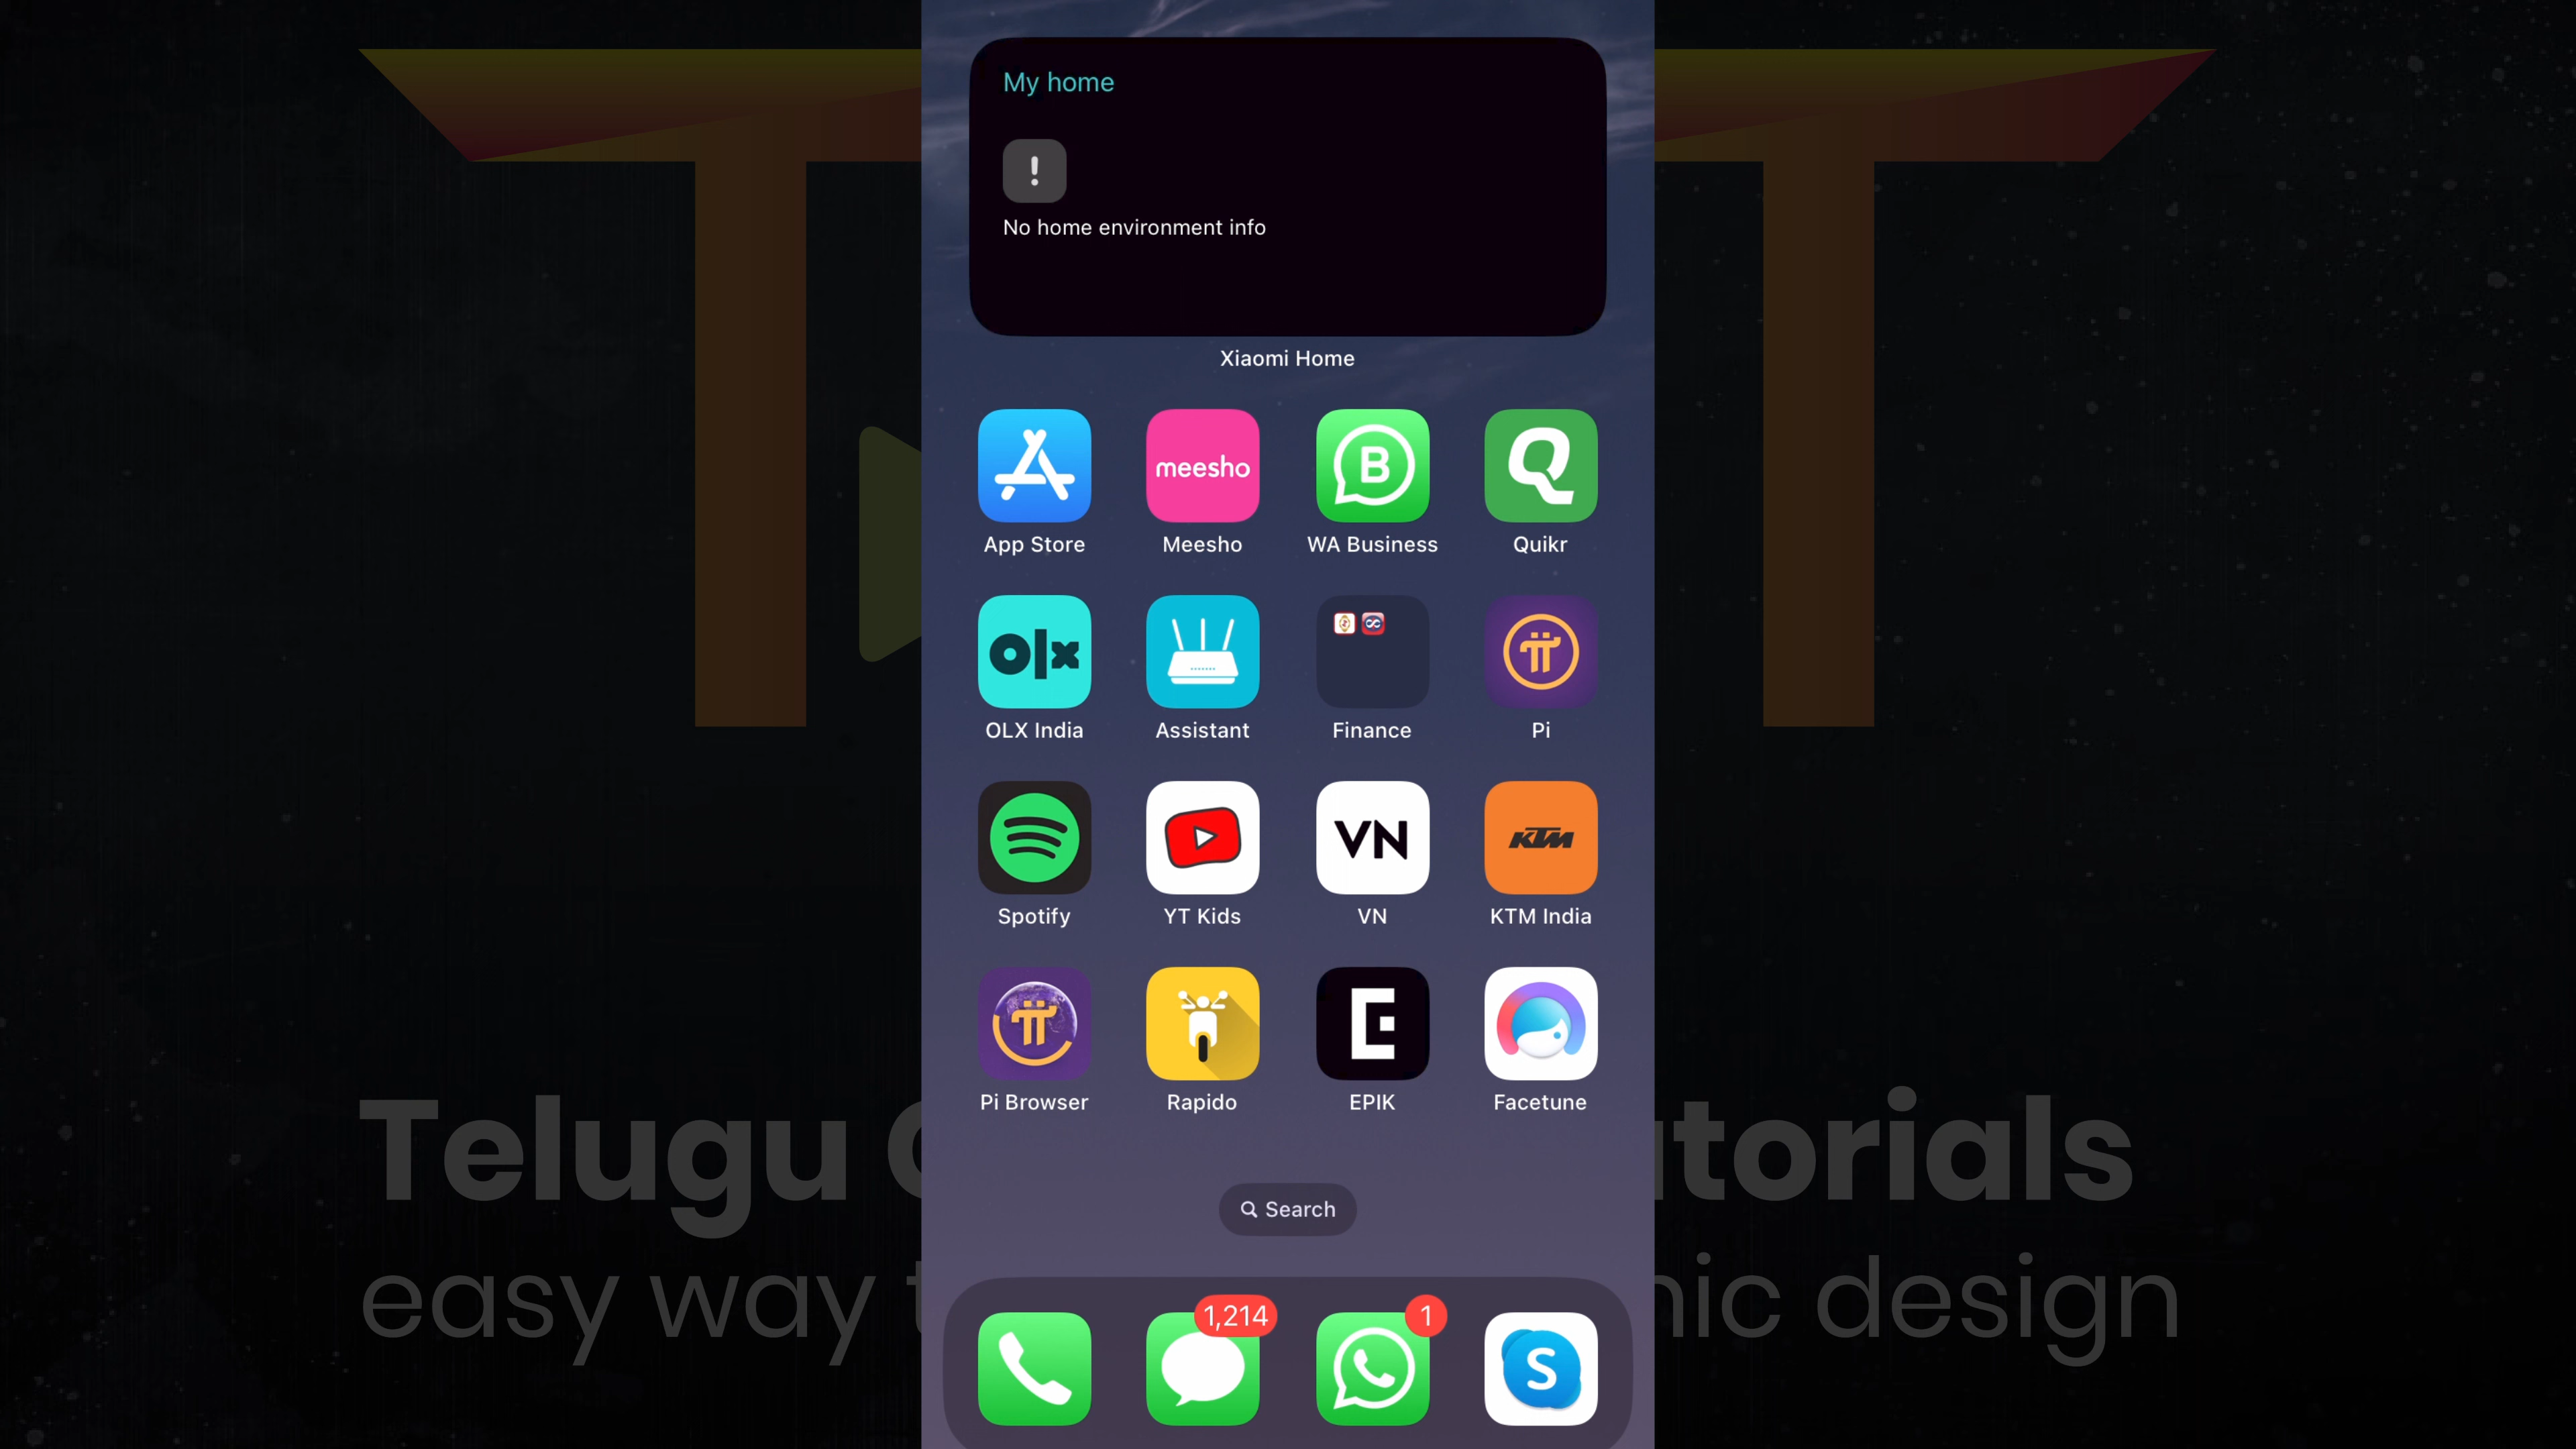 My home
!
No home environment info
Xiaomi Home
meesho
B
Q
App Store
Meesho
WA Business
Quikr
olx
OLX India
Assistant
Finance
Pi
VN
KTM
Spotify
YT Kids
VN
KTM India
E
Pi Browser
Rapido
EPIK
Facetune
Telugu
torials
Search
easy way
design
1,214
1
S